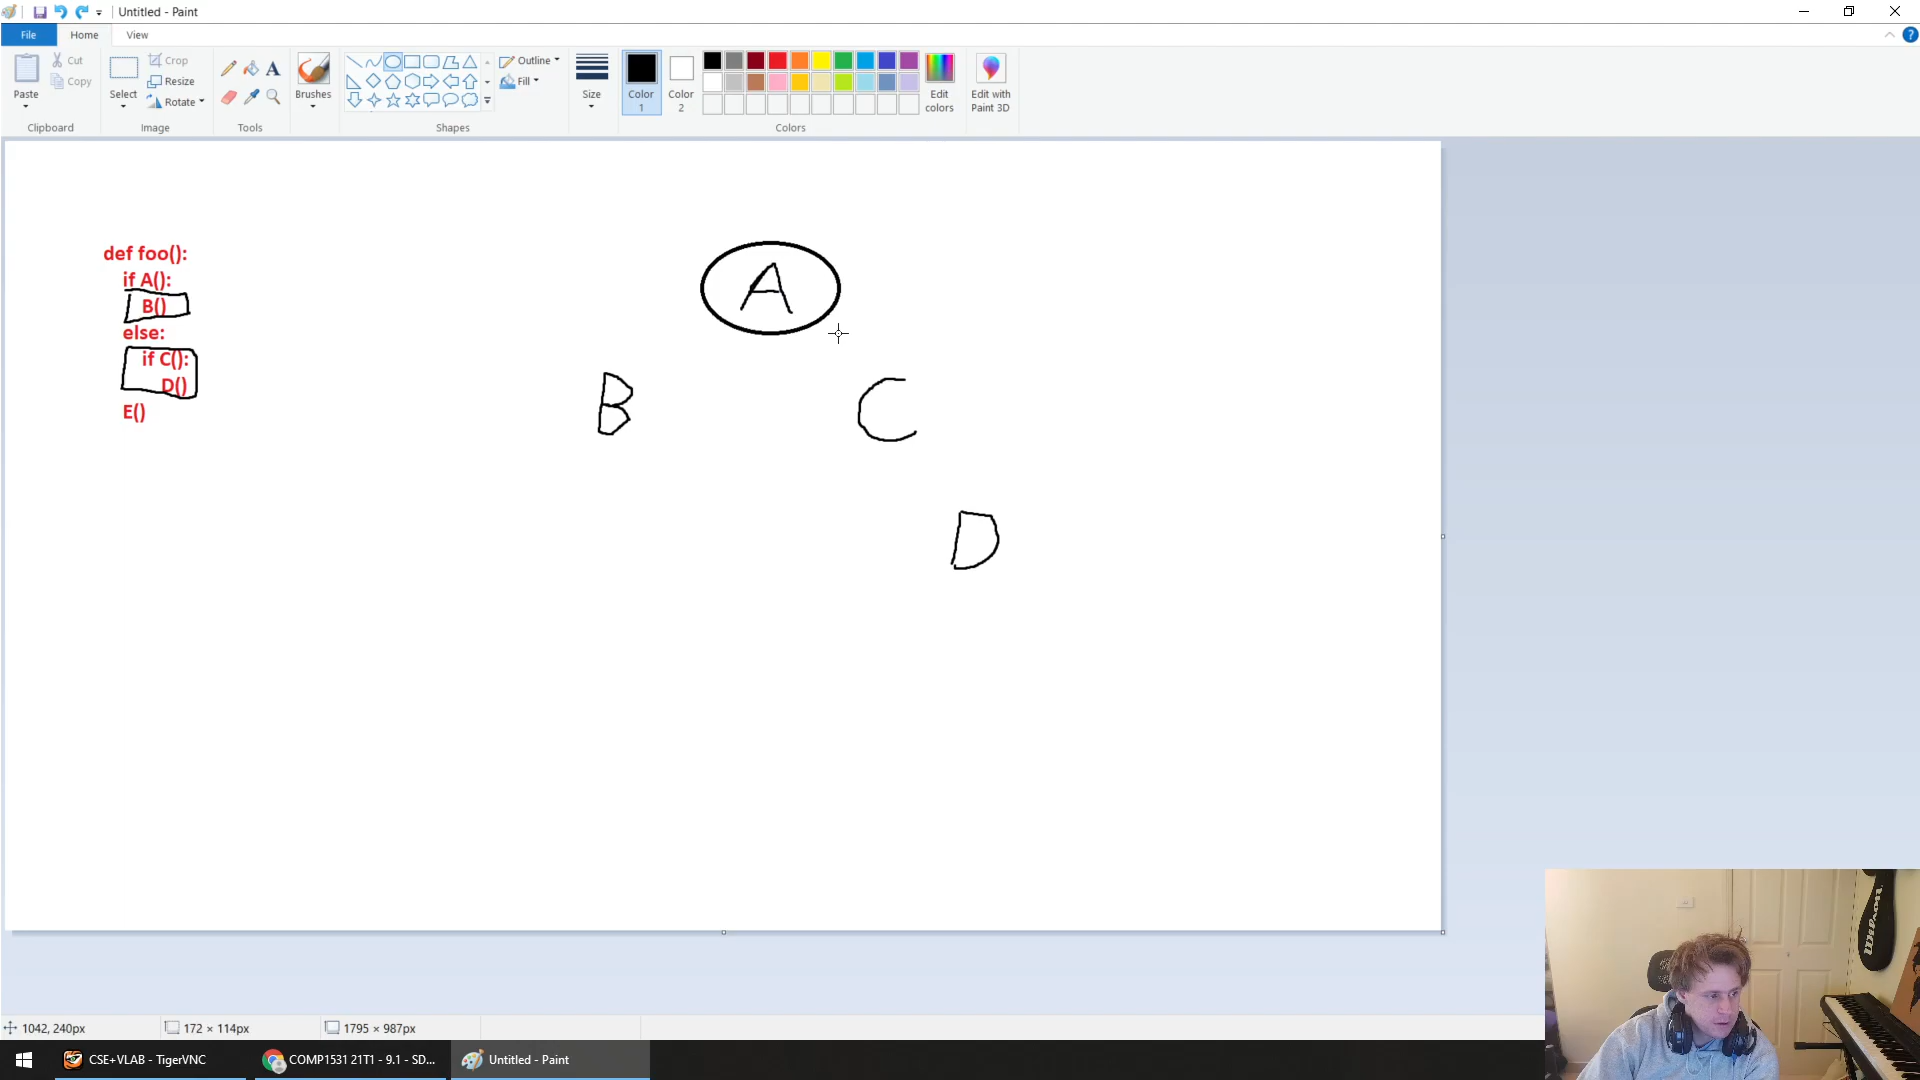 Untitled - Paint
File Home View
Paste
Cut
Copy
Clipboard
Select
Crop
Resize
Rotate
Image
Tools
Brushes
Shapes
Outline
Fill
Size
Color 1
Color 2
Colors
Edit colors
Edit with Paint 3D
def foo():
if A():
B()
else:
if C():
D()
E()
A
B C
D
Wilson
1042, 240px 172 × 114px 1795 × 987px
CSE+VLAB - TigerVNC COMP1531 21T1 - 9.1 - SD... Untitled - Paint